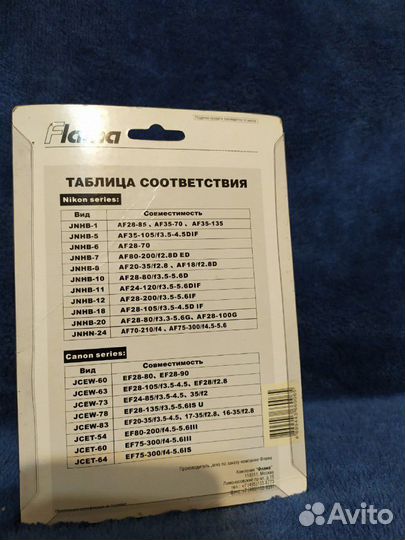 Flama
ТАБЛИЦА СООТВЕТСТВИЯ
Nikon series:
Вид Совместимость
JNHB-1 AF28-85、AF35-70、AF35-135
JNHB-5 AF35-105/f3.5-4.5DIF
JNHB-6 AF28-70
JNHB-7 AF80-200/f2.8D ED
JNHB-8 AF20-35/f2.8、AF18/f2.8D
JNHB-10 AF28-80/f3.5-5.6D
JNHB-11 AF24-120/f3.5-5.6DIF
JNHB-12 AF28-200/f3.5-5.6IF
JNHB-18 AF28-105/f3.5-4.5D IF
JNHB-20 AF28-80/f3.3-5.6G、AF28-100G
JNHN-24 AF70-210/f4、AF75-300/f4.5-5.6
Canon series:
Вид Совместимость
JCEW-60 EF28-80、EF28-90
JCEW-63 EF28-105/f3.5-4.5、EF28/f2.8
JCEW-73 EF24-85/f3.5-4.5、35/f2
JCEW-78 EF28-135/f3.5-5.6IS U
JCEW-83 EF20-35/f3.5-4.5、17-35/f2.8、16-35/f2.8
JCET-54 EF80-200/f4.5-5.6III
JCET-60 EF75-300/f4-5.6III
JCET-64 EF75-300/f4-5.6IS
Компания "Флама"
Москва
Avito